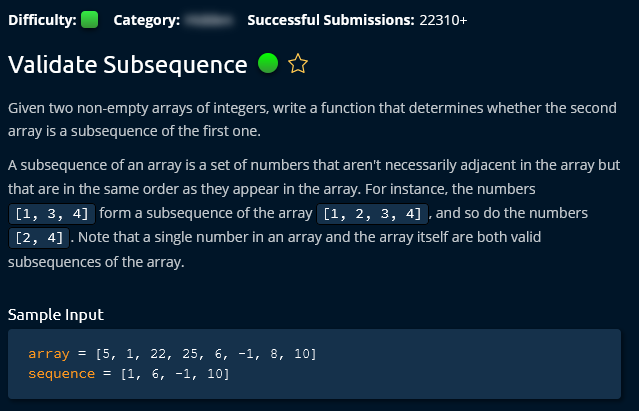 Difficulty: Category: Successful Submissions: 22310+
Validate Subsequence
Given two non-empty arrays of integers, write a function that determines whether the second
array is a subsequence of the first one.
A subsequence of an array is a set of numbers that aren't necessarily adjacent in the array but
that are in the same order as they appear in the array. For instance, the numbers
[1, 3, 4] form a subsequence of the array [1, 2, 3, 4] , and so do the numbers
[2, 4] . Note that a single number in an array and the array itself are both valid
subsequences of the array.
Sample Input
array = [5, 1, 22, 25, 6, -1, 8, 10]
sequence = [1, 6, -1, 10]